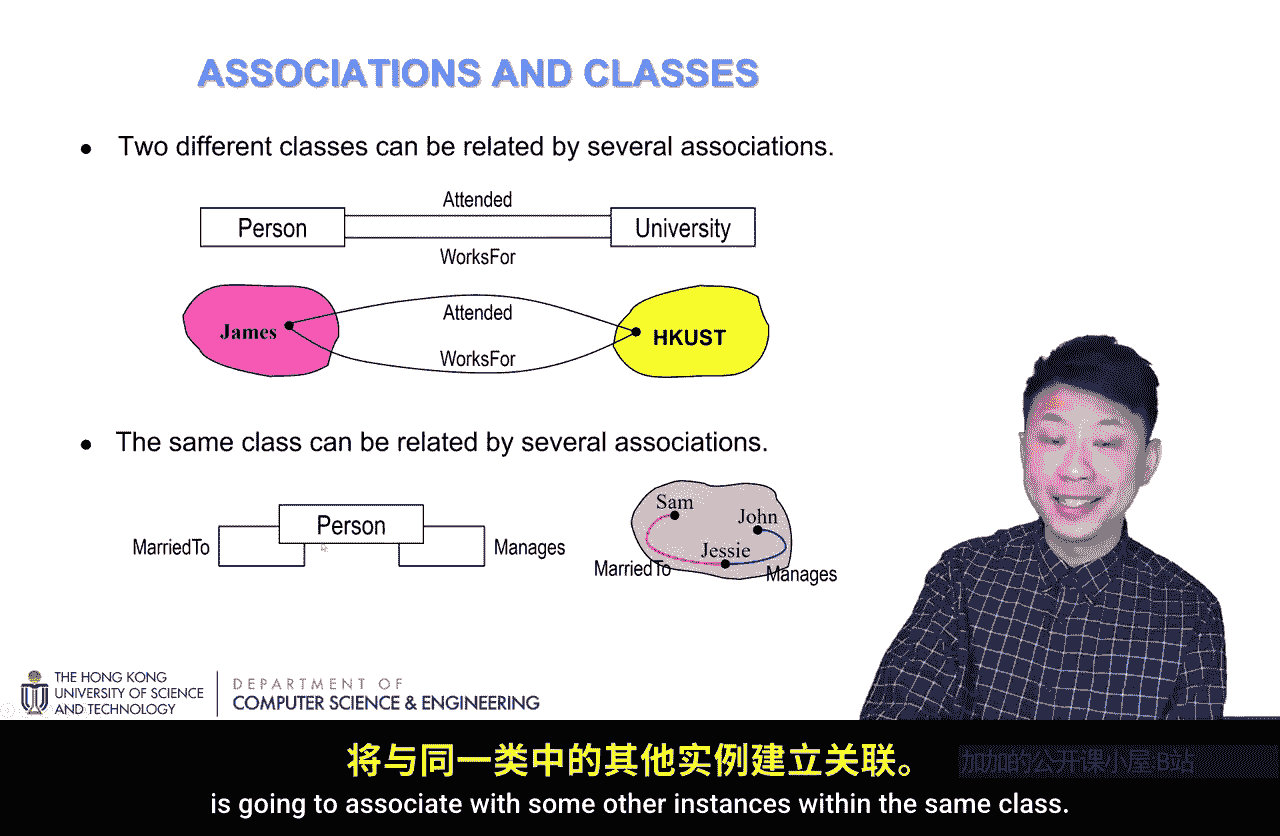 ASSOCIATIONS AND CLASSES
• Two different classes can be related by several associations.
Attended
Person
University
WorksFor
Attended
James
HKUST
WorksFor
• The same class can be related by several associations.
Sam
John
Person
MarriedTo
Manages
Jessie
MarriedTo
Manages
THE HONG KONG
UNIVERSITY OF SCIENCE
AND TECHNOLOGY
DEPARTMENT OF
COMPUTER SCIENCE & ENGINEERING
将与同一类中的其他实例建立关联。
加加的公开课小屋 B站
is going to associate with some other instances within the same class.